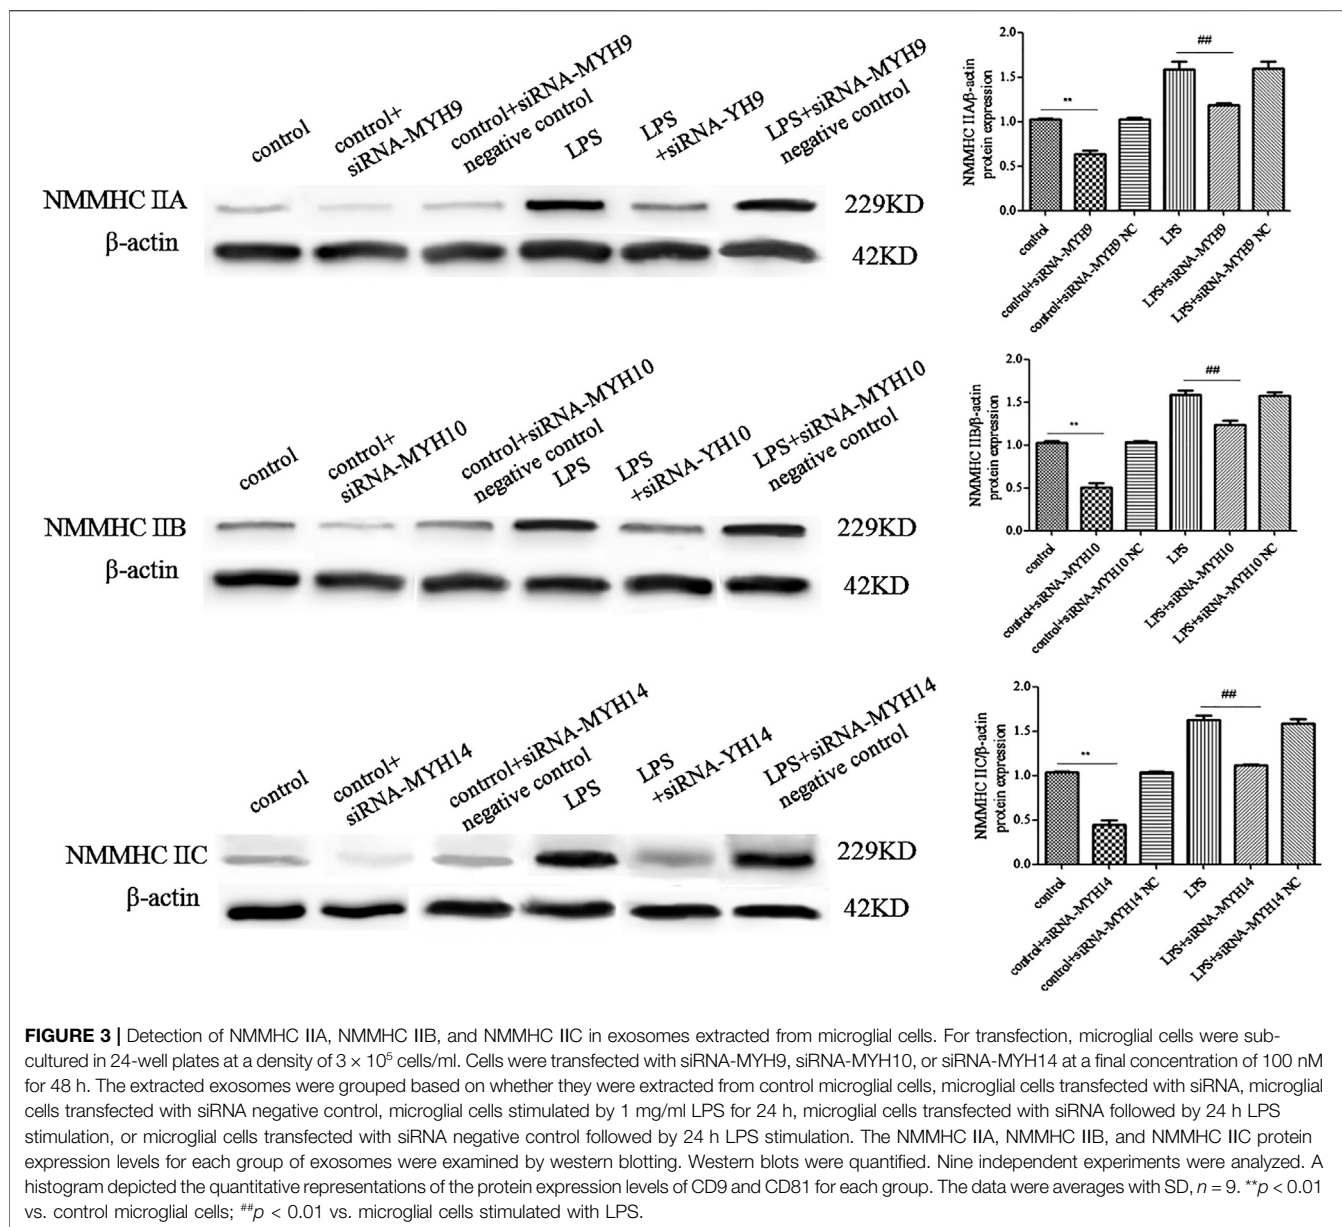 control
control+
siRNA-MYH9
control+siRNA-MYH9
negative control
LPS
LPS
+siRNA-YH9
LPS+siRNA-MYH9
negative control
NMMHC IIA
229KD
β-actin
42KD
NMMHC IIA/β-actin
protein expression
2.0
1.5
1.0
0.5
0.0
**
##
control
control+siRNA-MYH9
control+siRNA-MYH9 NC
LPS
LPS+siRNA-MYH9
LPS+siRNA-MYH9 NC
control
control+
siRNA-MYH10
control+siRNA-MYH10
negative control
LPS
LPS
+siRNA-YH10
LPS+siRNA-MYH10
negative control
NMMHC IIB
229KD
β-actin
42KD
NMMHC IIB/β-actin
protein expression
2.0
1.5
1.0
0.5
0.0
**
##
control
control+siRNA-MYH10
control+siRNA-MYH10 NC
LPS
LPS+siRNA-MYH10
LPS+siRNA-MYH10 NC
control
control+
siRNA-MYH14
control+siRNA-MYH14
negative control
LPS
LPS
+siRNA-YH14
LPS+siRNA-MYH14
negative control
NMMHC IIC
229KD
β-actin
42KD
NMMHC IIC/β-actin
protein expression
2.0
1.5
1.0
0.5
0.0
**
##
control
control+siRNA-MYH14
control+siRNA-MYH14 NC
LPS
LPS+siRNA-MYH14
LPS+siRNA-MYH14 NC
FIGURE 3 | Detection of NMMHC IIA, NMMHC IIB, and NMMHC IIC in exosomes extracted from microglial cells. For transfection, microglial cells were sub-
cultured in 24-well plates at a density of 3 × 10⁵ cells/ml. Cells were transfected with siRNA-MYH9, siRNA-MYH10, or siRNA-MYH14 at a final concentration of 100 nM
for 48 h. The extracted exosomes were grouped based on whether they were extracted from control microglial cells, microglial cells transfected with siRNA, microglial
cells transfected with siRNA negative control, microglial cells stimulated by 1 mg/ml LPS for 24 h, microglial cells transfected with siRNA followed by 24 h LPS
stimulation, or microglial cells transfected with siRNA negative control followed by 24 h LPS stimulation. The NMMHC IIA, NMMHC IIB, and NMMHC IIC protein
expression levels for each group of exosomes were examined by western blotting. Western blots were quantified. Nine independent experiments were analyzed. A
histogram depicted the quantitative representations of the protein expression levels of CD9 and CD81 for each group. The data were averages with SD, n = 9. **p < 0.01
vs. control microglial cells; ##p < 0.01 vs. microglial cells stimulated with LPS.